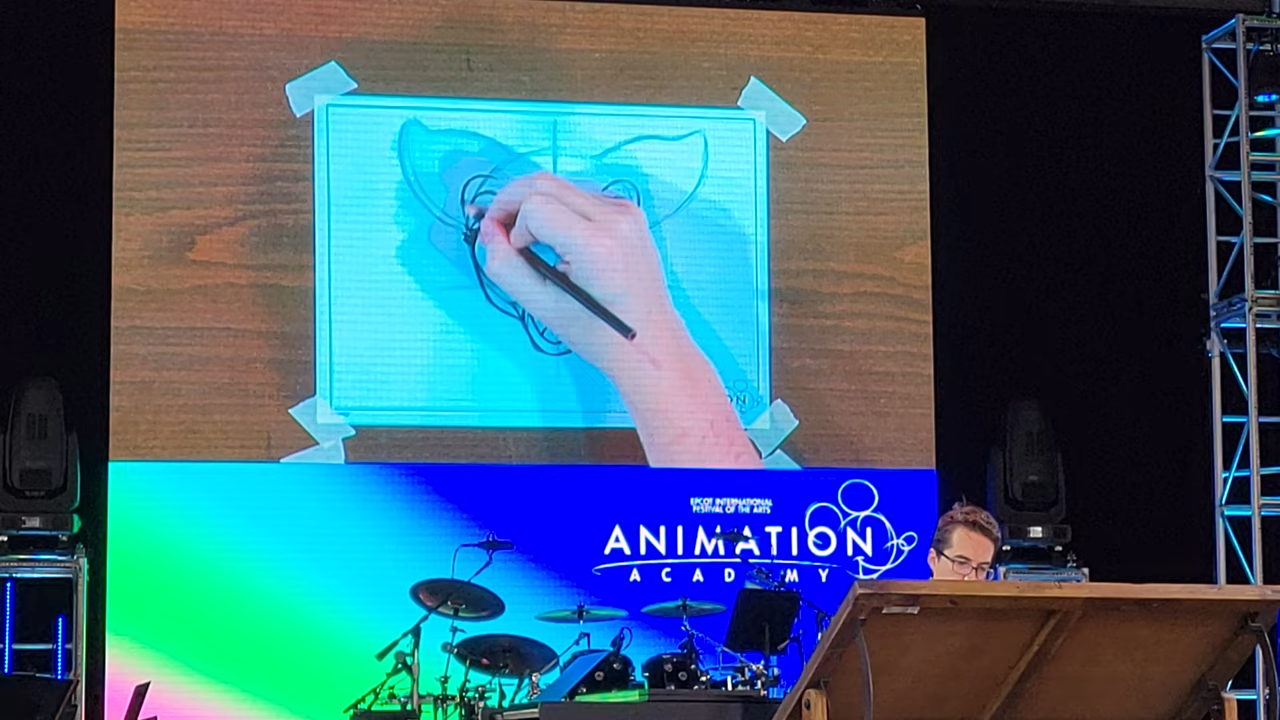 EPCOT INTERNATIONAL
FESTIVAL OF THE ARTS
ANIMATION
ACADEMY